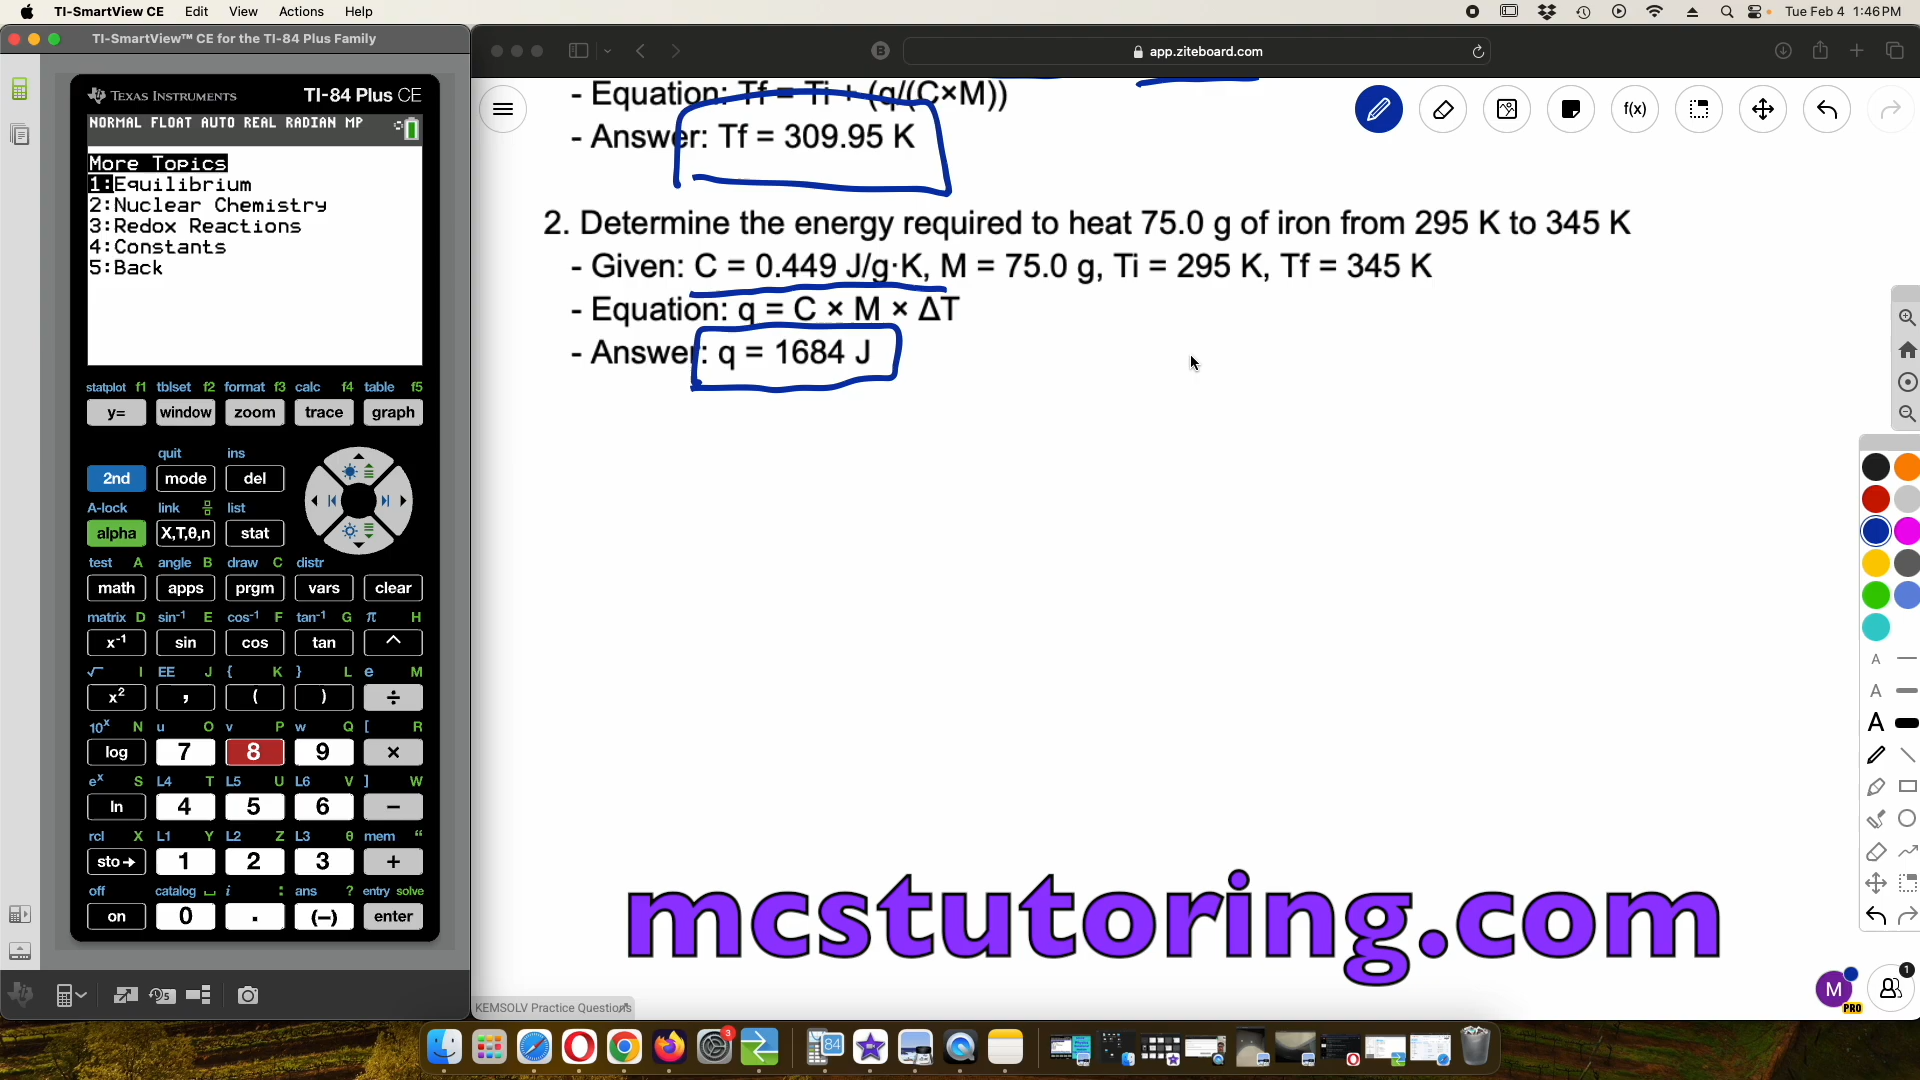 TI-SmartView CE Edit View Actions Help
Tue Feb 4 1:46 PM
TI-SmartView™ CE for the TI-84 Plus Family
app.ziteboard.com
TEXAS INSTRUMENTS TI-84 Plus CE
NORMAL FLOAT AUTO REAL RADIAN MP
More Topics
1:Equilibrium
2:Nuclear Chemistry
3:Redox Reactions
4:Constants
5:Back
statplot f1 tblset f2 format f3 calc f4 table f5
y= window zoom trace graph
quit ins
2nd mode del
A-lock link list
alpha X,T,θ,n stat
test A angle B draw C distr
math apps prgm vars clear
matrix D sin⁻¹ E cos⁻¹ F tan⁻¹ G π H
x⁻¹ sin cos tan ^
√ I EE J { K } L e M
x² , ( ) ÷
10ˣ N u O v P w Q [ R
log 7 8 9 ×
eˣ S L4 T L5 U L6 V ] W
ln 4 5 6 −
rcl X L1 Y L2 Z L3 θ mem “
sto→ 1 2 3 +
off catalog ⎵ i : ans ? entry solve
on 0 . (−) enter
- Equation: Tf = Ti + (q/(C×M))
- Answer: Tf = 309.95 K
f(x)
2. Determine the energy required to heat 75.0 g of iron from 295 K to 345 K
- Given: C = 0.449 J/g·K, M = 75.0 g, Ti = 295 K, Tf = 345 K
- Equation: q = C × M × ΔT
- Answer: q = 1684 J
A
A
A
mcstutoring.com
M
PRO
1
KEMSOLV Practice Questions
3
84